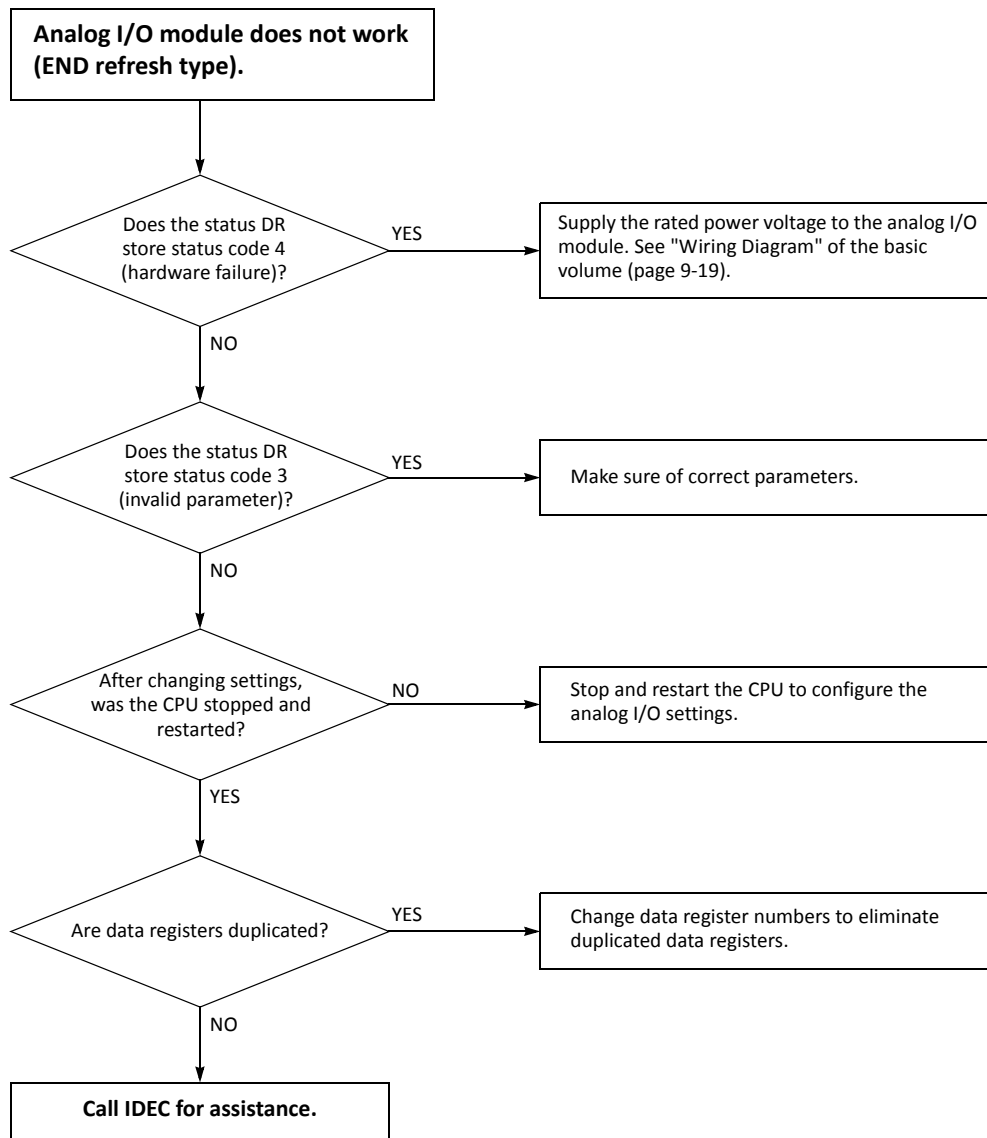 Analog I/O module does not work
(END refresh type).
Does the status DR
store status code 4
(hardware failure)?
YES
Supply the rated power voltage to the analog I/O
module. See "Wiring Diagram" of the basic
volume (page 9-19).
NO
Does the status DR
store status code 3
(invalid parameter)?
YES
Make sure of correct parameters.
NO
After changing settings,
was the CPU stopped and
restarted?
NO
Stop and restart the CPU to configure the
analog I/O settings.
YES
Are data registers duplicated?
YES
Change data register numbers to eliminate
duplicated data registers.
NO
Call IDEC for assistance.